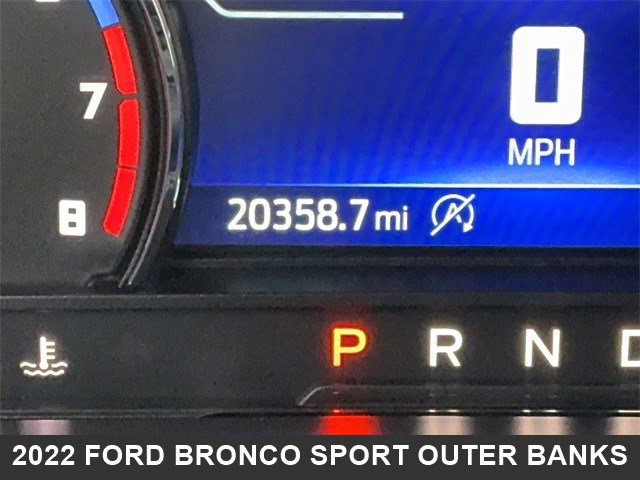 7
0
MPH
8
20358.7 mi
P R N D
2022 FORD BRONCO SPORT OUTER BANKS